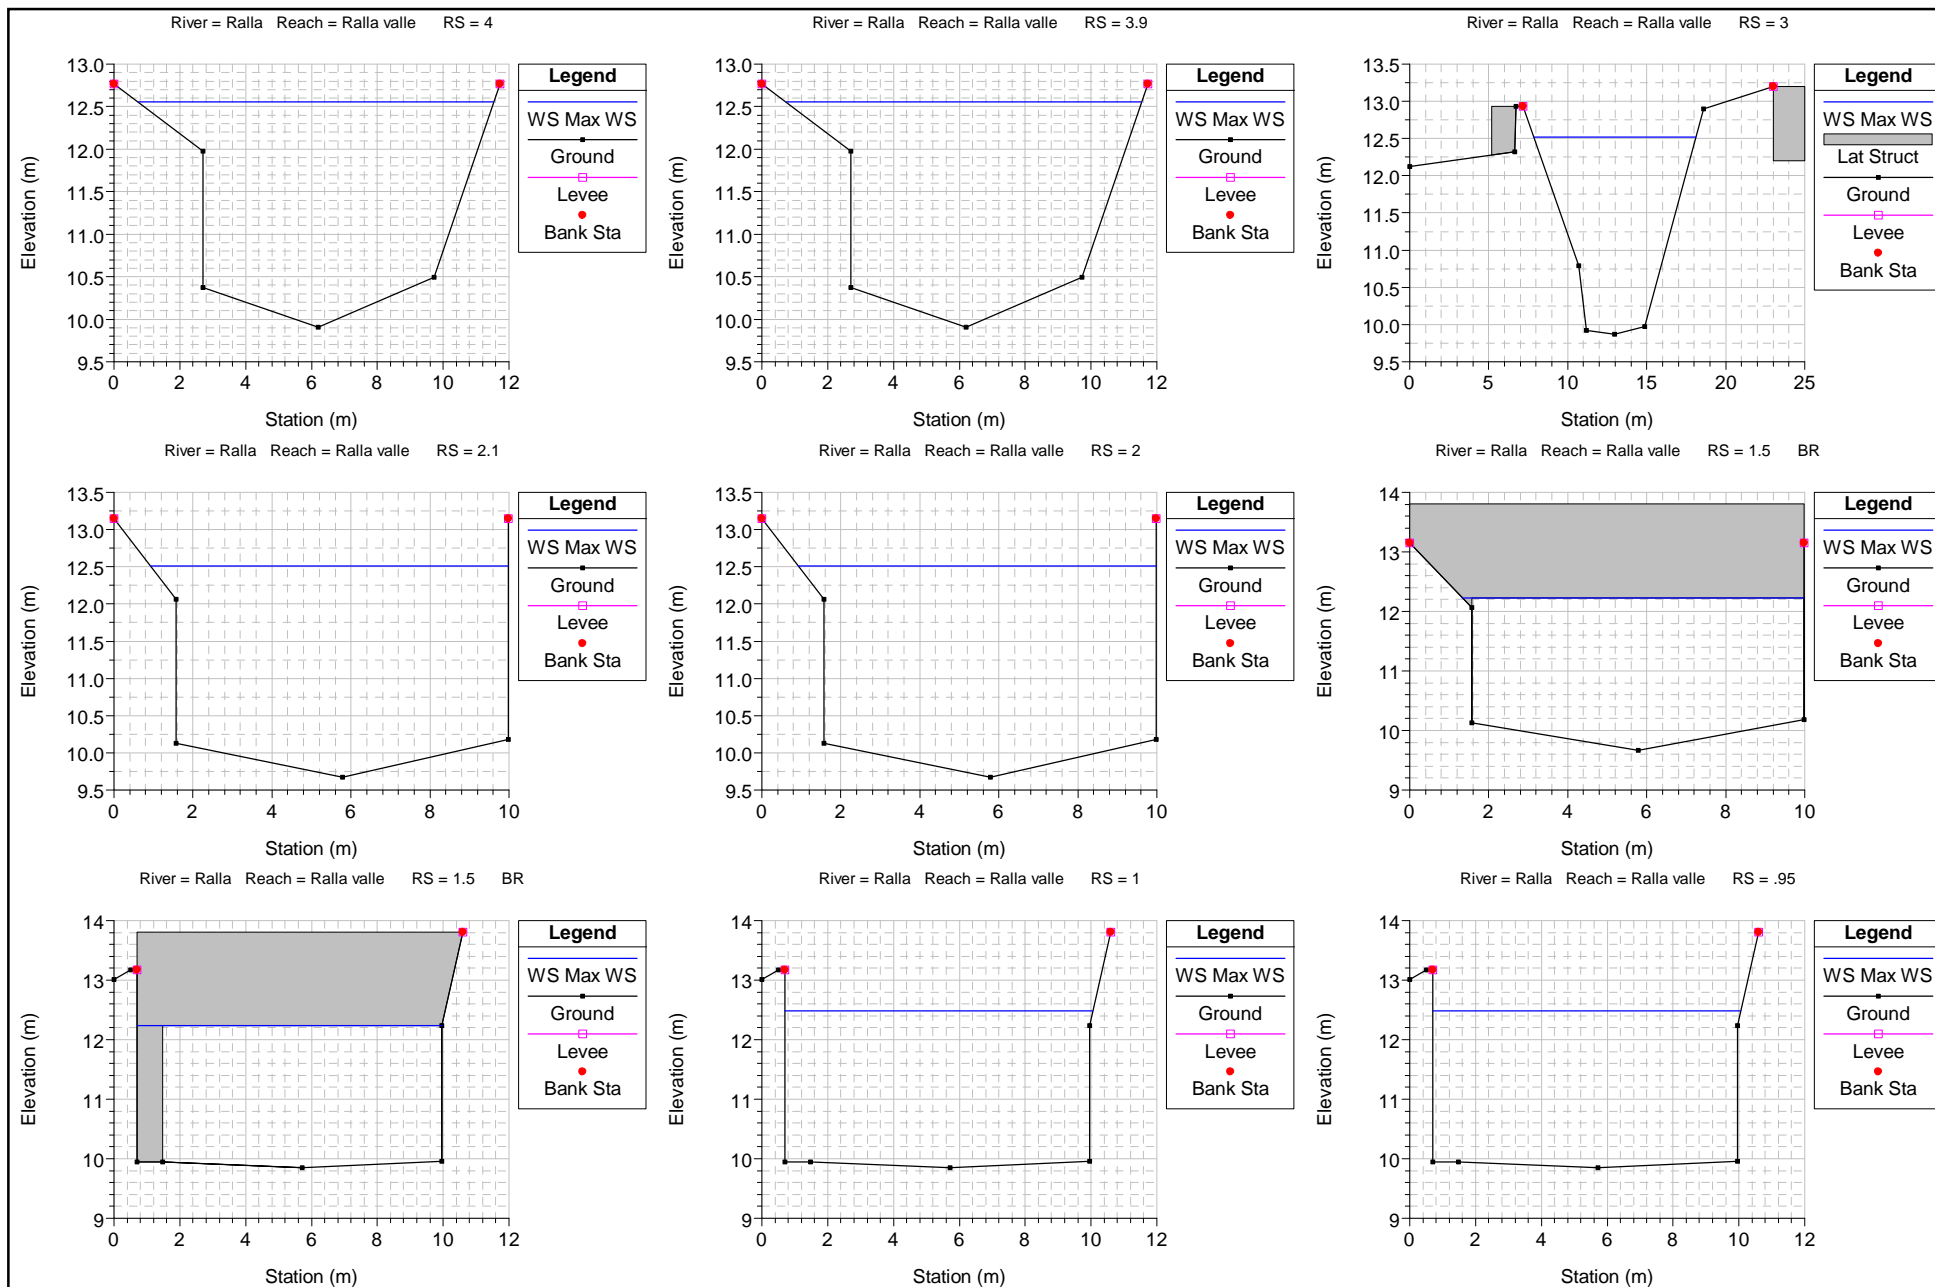 River = Ralla Reach = Ralla valle RS = 4
13.0
12.5
12.0
11.5
11.0
10.5
10.0
9.5
0 2 4 6 8 10 12
Elevation (m)
Station (m)
Legend
WS Max WS
Ground
Levee
Bank Sta
River = Ralla Reach = Ralla valle RS = 3.9
13.0
12.5
12.0
11.5
11.0
10.5
10.0
9.5
0 2 4 6 8 10 12
Elevation (m)
Station (m)
Legend
WS Max WS
Ground
Levee
Bank Sta
River = Ralla Reach = Ralla valle RS = 3
13.5
13.0
12.5
12.0
11.5
11.0
10.5
10.0
9.5
0 5 10 15 20 25
Elevation (m)
Station (m)
Legend
WS Max WS
Lat Struct
Ground
Levee
Bank Sta
River = Ralla Reach = Ralla valle RS = 2.1
13.5
13.0
12.5
12.0
11.5
11.0
10.5
10.0
9.5
0 2 4 6 8 10
Elevation (m)
Station (m)
Legend
WS Max WS
Ground
Levee
Bank Sta
River = Ralla Reach = Ralla valle RS = 2
13.5
13.0
12.5
12.0
11.5
11.0
10.5
10.0
9.5
0 2 4 6 8 10
Elevation (m)
Station (m)
Legend
WS Max WS
Ground
Levee
Bank Sta
River = Ralla Reach = Ralla valle RS = 1.5 BR
14
13
12
11
10
9
0 2 4 6 8 10
Elevation (m)
Station (m)
Legend
WS Max WS
Ground
Levee
Bank Sta
River = Ralla Reach = Ralla valle RS = 1.5 BR
14
13
12
11
10
9
0 2 4 6 8 10 12
Elevation (m)
Station (m)
Legend
WS Max WS
Ground
Levee
Bank Sta
River = Ralla Reach = Ralla valle RS = 1
14
13
12
11
10
9
0 2 4 6 8 10 12
Elevation (m)
Station (m)
Legend
WS Max WS
Ground
Levee
Bank Sta
River = Ralla Reach = Ralla valle RS = .95
14
13
12
11
10
9
0 2 4 6 8 10 12
Elevation (m)
Station (m)
Legend
WS Max WS
Ground
Levee
Bank Sta